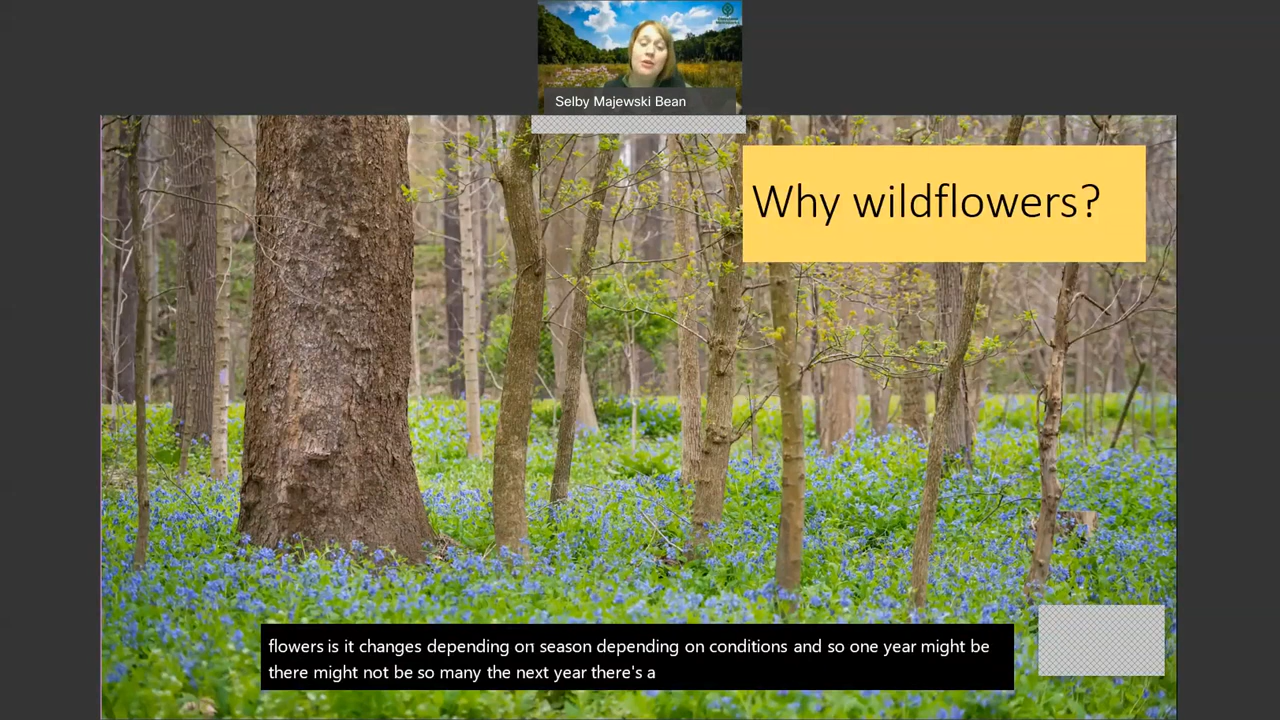 Selby Majewski Bean
Why wildflowers?
flowers is it changes depending on season depending on conditions and so one year might be
there might not be so many the next year there's a